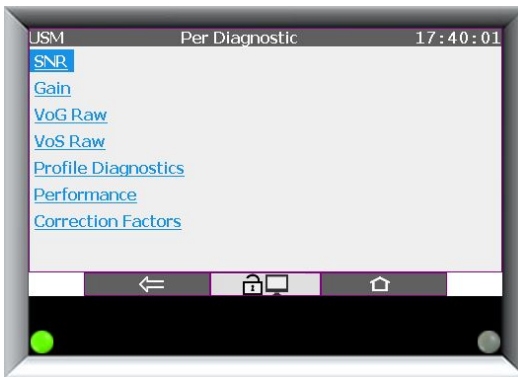 USM Per Diagnostic 17:40:01
SNR
Gain
VoG Raw
VoS Raw
Profile Diagnostics
Performance
Correction Factors